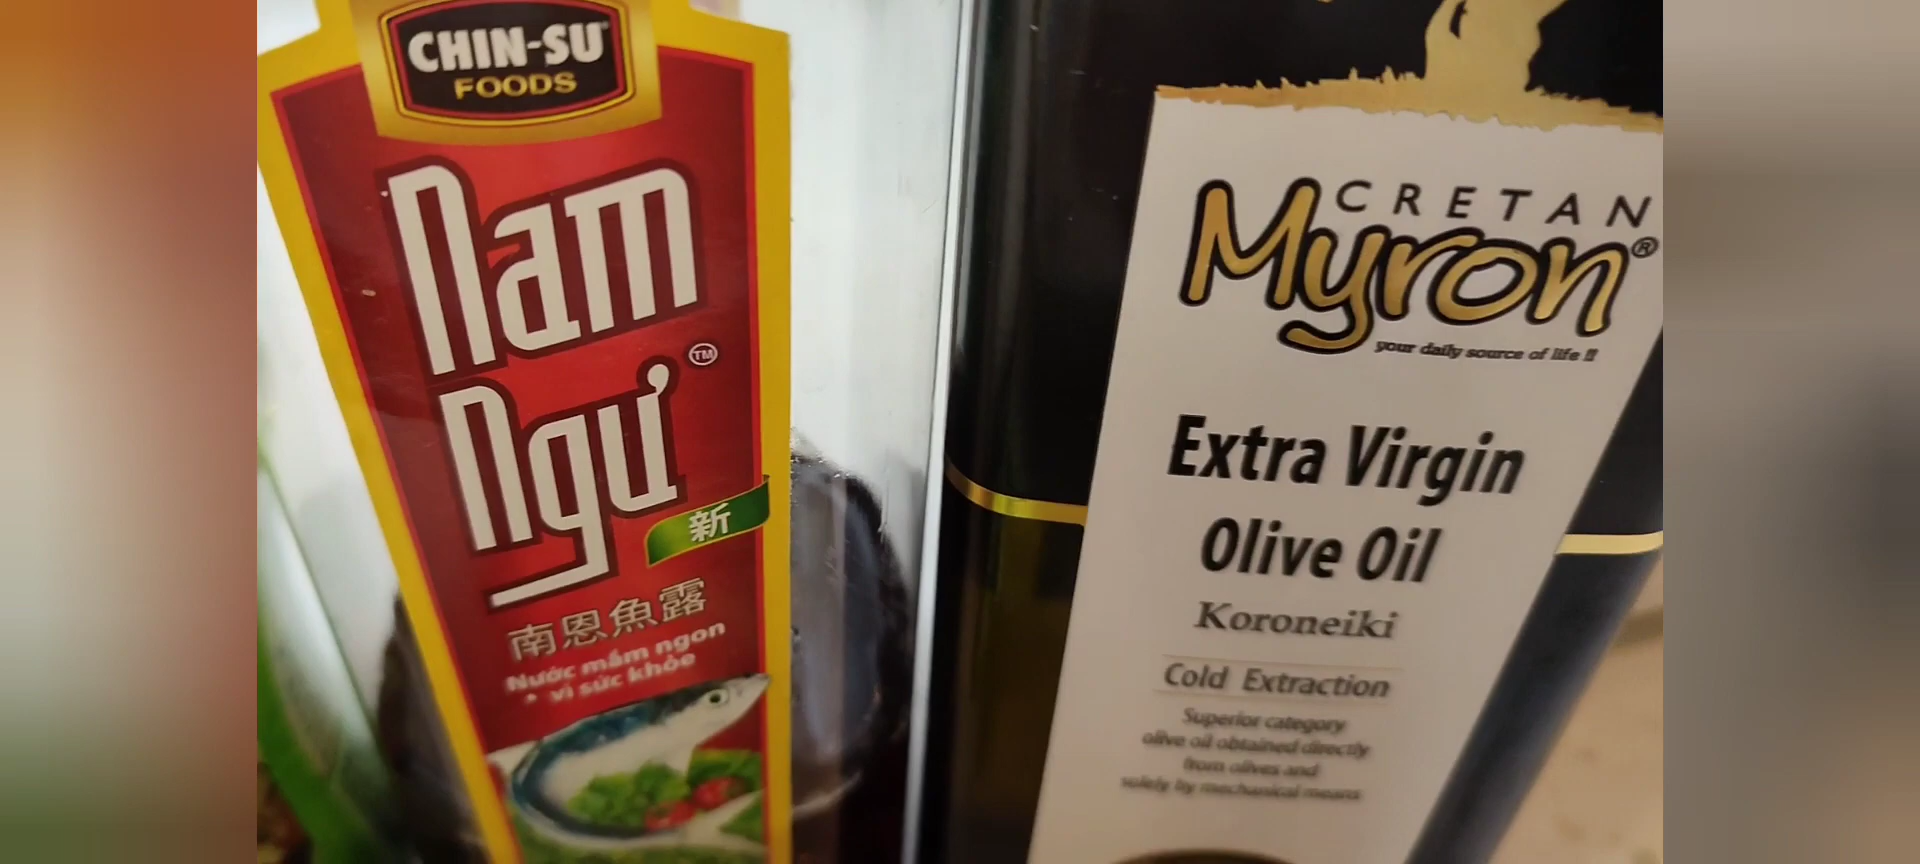 CHIN-SU
FOODS
Nam
Ngư
TM
新
南恩魚露
Nước mắm ngon
vì sức khỏe
CRETAN
Myron®
your daily source of life !!
Extra Virgin
Olive Oil
Koroneiki
Cold Extraction
Superior category
olive oil obtained directly
from olives and
solely by mechanical means